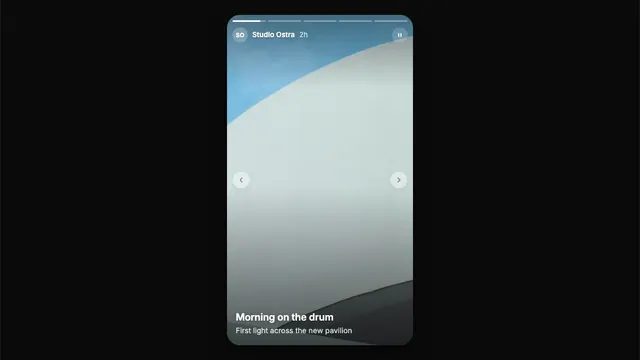 SO Studio Ostra 2h
Morning on the drum
First light across the new pavilion